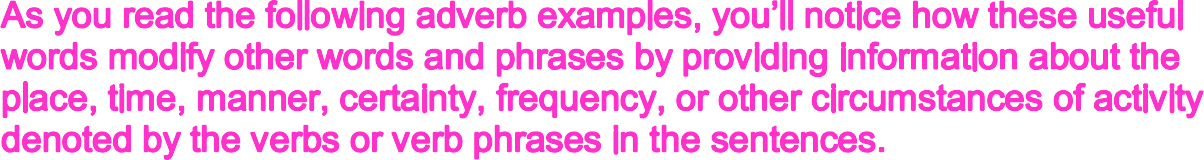 As you read the following adverb examples, you’ll notice how these useful
words modify other words and phrases by providing information about the
place, time, manner, certainty, frequency, or other circumstances of activity
denoted by the verbs or verb phrases in the sentences.